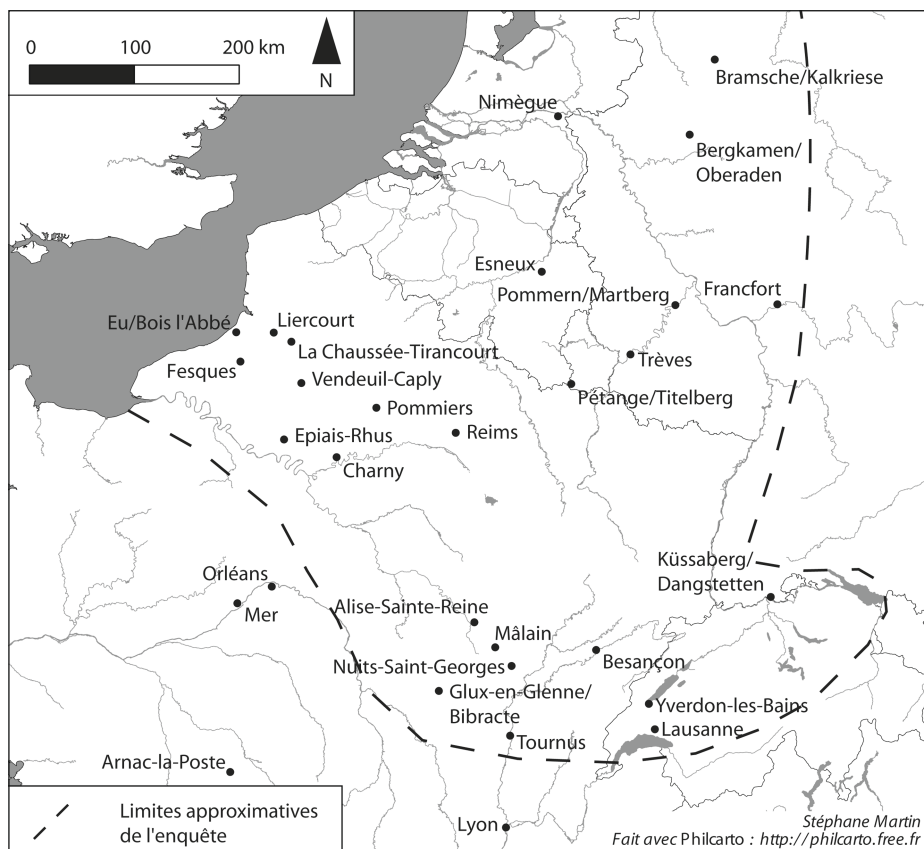 0 100 200 km
N
Bramsche/Kalkriese
Nimègue
Bergkamen/
Oberaden
Esneux
Pommern/Martberg
Francfort
Eu/Bois l'Abbé
Liercourt
La Chaussée-Tirancourt
Trèves
Fesques
Vendeuil-Caply
Pétange/Titelberg
Pommiers
Epiais-Rhus
Reims
Charny
Küssaberg/
Dangstetten
Orléans
Mer
Alise-Sainte-Reine
Mâlain
Nuits-Saint-Georges
Besançon
Glux-en-Glenne/
Bibracte
Yverdon-les-Bains
Lausanne
Tournus
Arnac-la-Poste
Limites approximatives
de l'enquête
Lyon
Stéphane Martin
Fait avec Philcarto : http://philcarto.free.fr